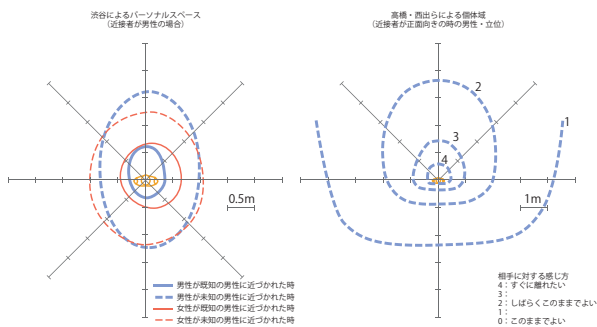 渋谷によるパーソナルスペース
（近接者が男性の場合）
高橋・西出らによる個体域
（近接者が正面向きの時の男性・立位）
2
1
3
4
0.5m
1m
男性が既知の男性に近づかれた時
男性が未知の男性に近づかれた時
女性が既知の男性に近づかれた時
女性が未知の男性に近づかれた時
相手に対する感じ方
4：すぐに離れたい
3：
2：しばらくこのままでよい
1：
0：このままでよい